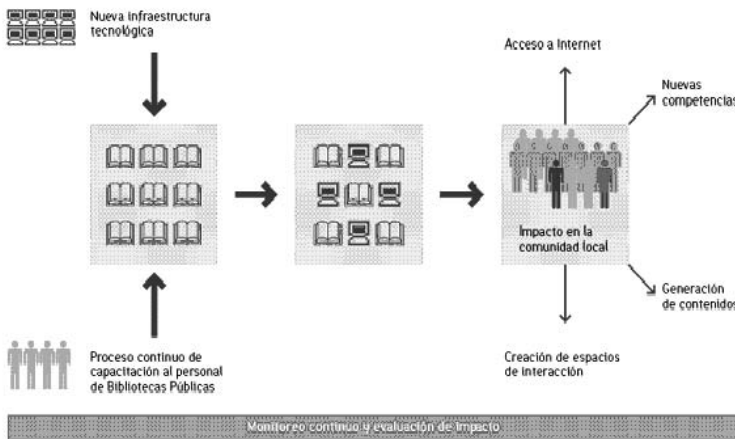 Nueva infraestructura
tecnológica
Acceso a Internet
Nuevas
competencias
Impacto en la
comunidad local
Generación
de contenidos
Proceso continuo de
capacitación al personal
de Bibliotecas Públicas
Creación de espacios
de interacción
Monitoreo continuo y evaluación de impacto